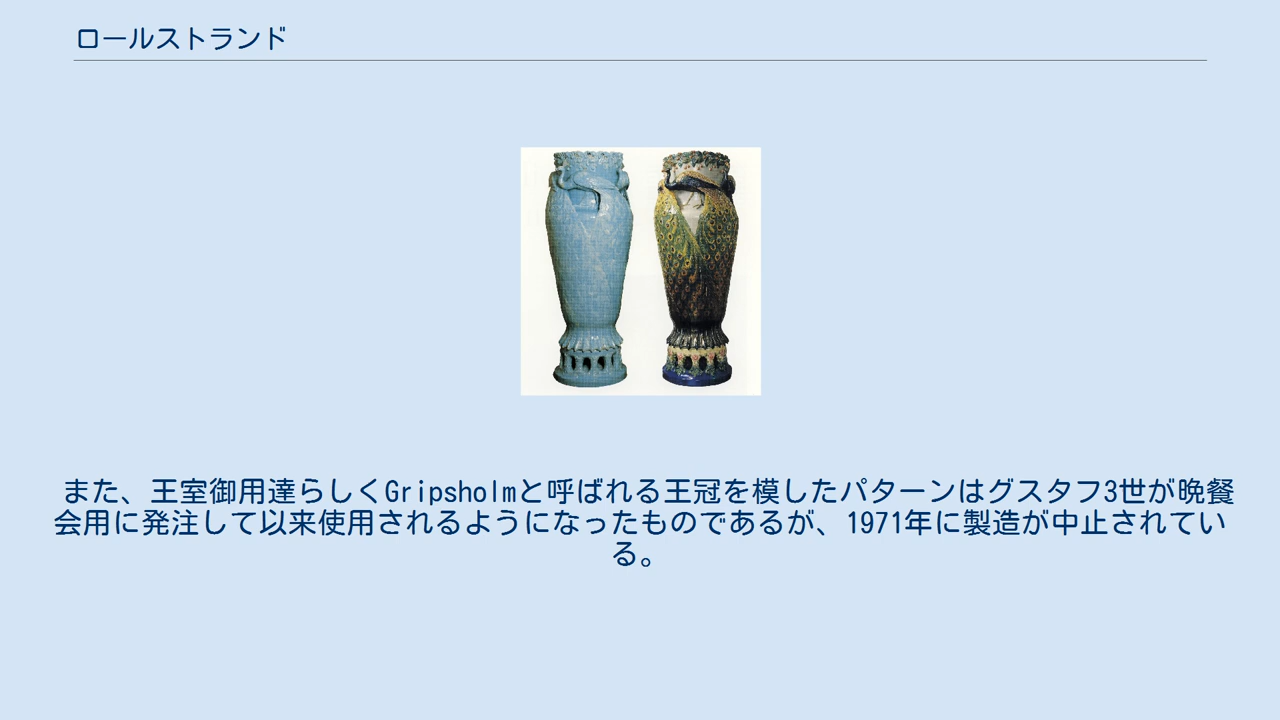 ロールストランド
また、王室御用達らしくGripsholmと呼ばれる王冠を模したパターンはグスタフ3世が晩餐
会用に発注して以来使用されるようになったものであるが、1971年に製造が中止されてい
る。